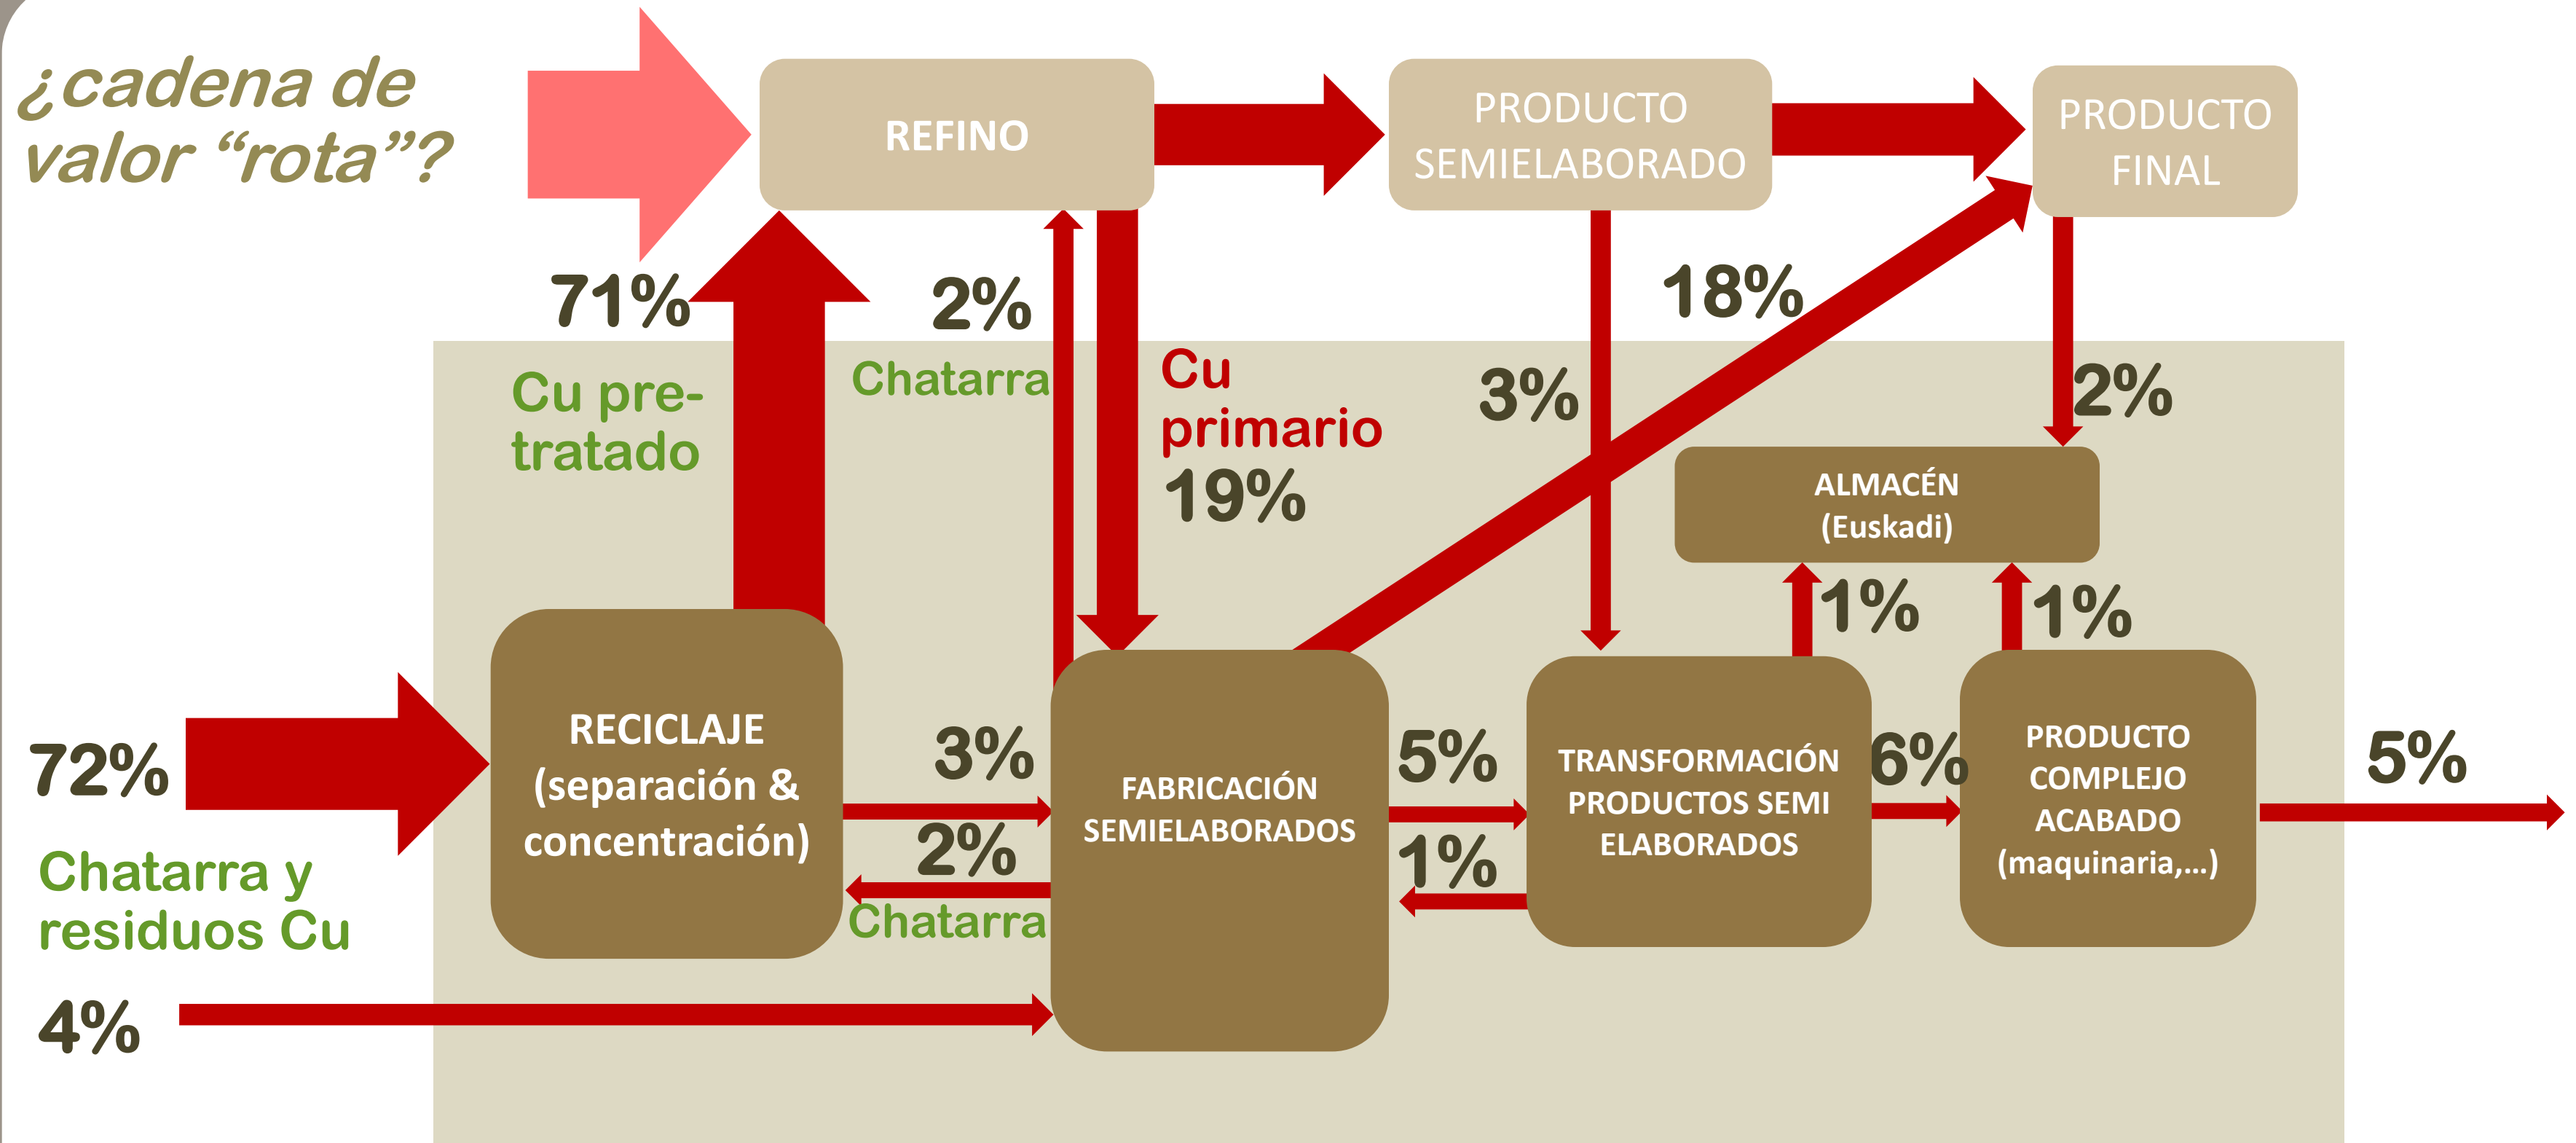 ¿cadena de
valor “rota”?
REFINO
PRODUCTO
SEMIELABORADO
PRODUCTO
FINAL
71%
2%
18%
Cu pre-
tratado
Chatarra
Cu
primario
19%
3%
2%
ALMACÉN
(Euskadi)
1%
1%
72%
Chatarra y
residuos Cu
4%
RECICLAJE
(separación &
concentración)
3%
2%
Chatarra
FABRICACIÓN
SEMIELABORADOS
5%
1%
TRANSFORMACIÓN
PRODUCTOS SEMI
ELABORADOS
6%
PRODUCTO
COMPLEJO
ACABADO
(maquinaria,...)
5%